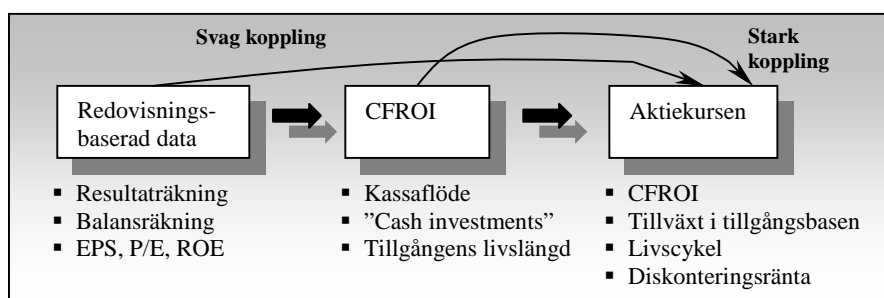 Svag koppling
Stark
koppling
Redovisnings-
baserad data
CFROI
Aktiekursen
▪ Resultaträkning
▪ Balansräkning
▪ EPS, P/E, ROE
▪ Kassaflöde
▪ ”Cash investments”
▪ Tillgångens livslängd
▪ CFROI
▪ Tillväxt i tillgångsbasen
▪ Livscykel
▪ Diskonteringsränta